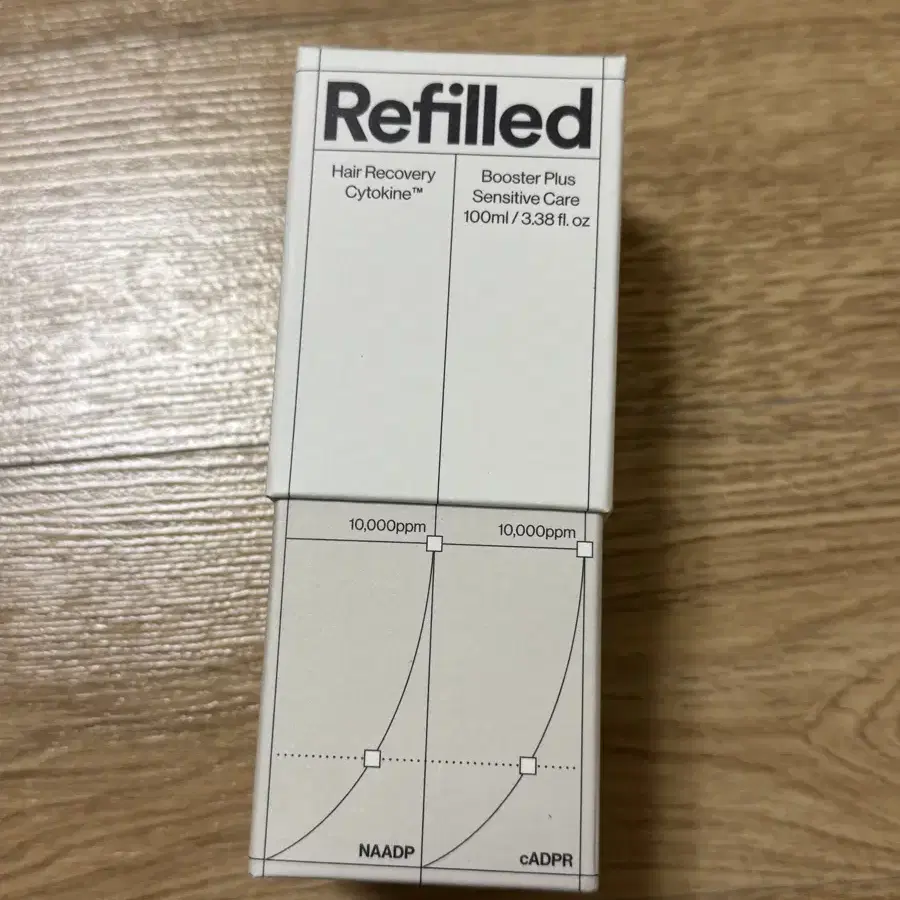 Refilled
Hair Recovery
Cytokine™
Booster Plus
Sensitive Care
100ml / 3.38 fl. oz
10,000ppm
10,000ppm
NAADP
cADPR